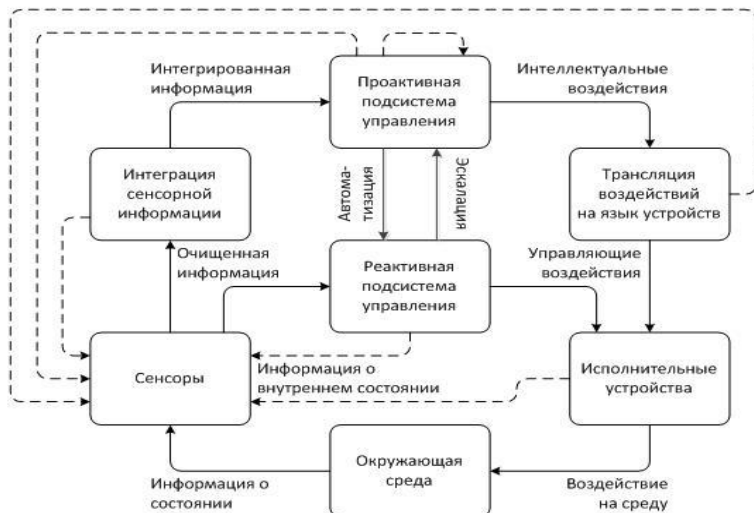 Интегрированная
информация
Проактивная
подсистема
управления
Интеллектуальные
воздействия
Интеграция
сенсорной
информации
Автома-
тизация
Эскалация
Трансляция
воздействий
на язык устройств
Очищенная
информация
Реактивная
подсистема
управления
Управляющие
воздействия
Сенсоры
Информация о
внутреннем состоянии
Исполнительные
устройства
Информация о
состоянии
Окружающая
среда
Воздействие
на среду